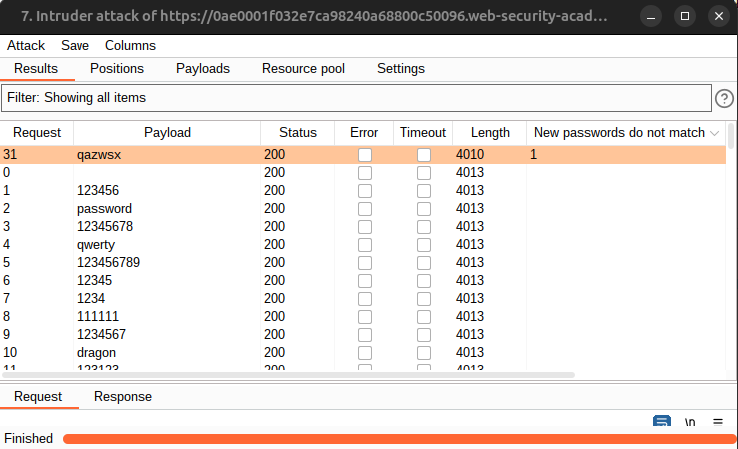 7. Intruder attack of https://0ae0001f032e7ca98240a68800c50096.web-security-acad...
Attack Save Columns
Results Positions Payloads Resource pool Settings
Filter: Showing all items
Request Payload Status Error Timeout Length New passwords do not match
31 qazwsx 200 4010 1
0 200 4013
1 123456 200 4013
2 password 200 4013
3 12345678 200 4013
4 qwerty 200 4013
5 123456789 200 4013
6 12345 200 4013
7 1234 200 4013
8 111111 200 4013
9 1234567 200 4013
10 dragon 200 4013
11 123123 200 4013
Request Response
\n
Finished